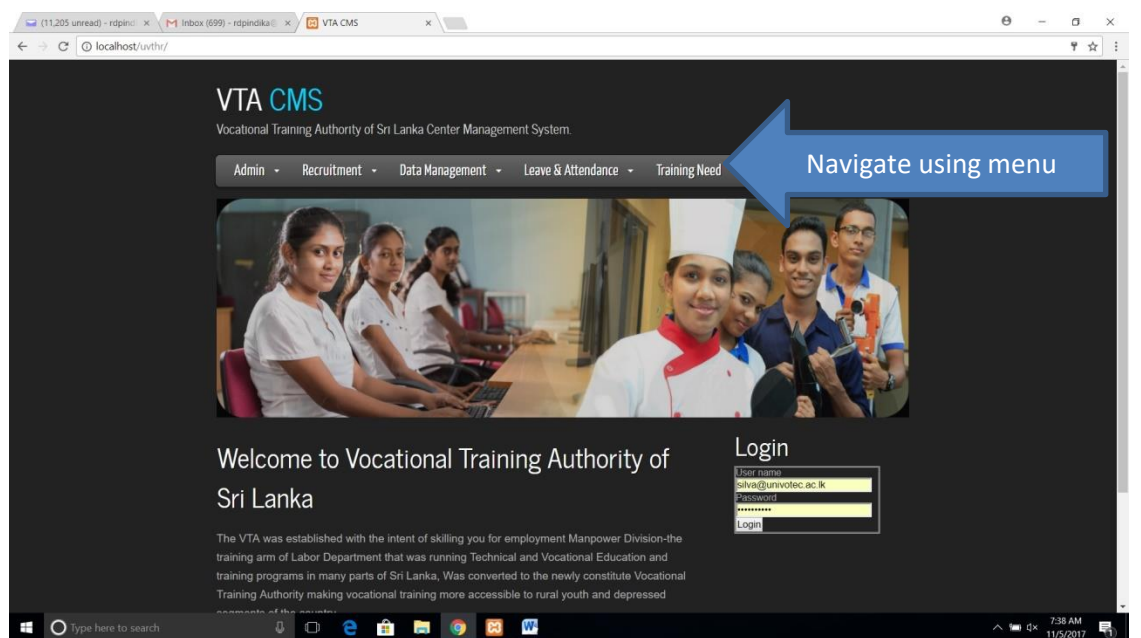 (11,205 unread) - rdpind
Inbox (699) - rdpindika@
VTA CMS
localhost/uvthr/
VTA CMS
Vocational Training Authority of Sri Lanka Center Management System.
Admin Recruitment Data Management Leave & Attendance Training Need
Navigate using menu
Welcome to Vocational Training Authority of
Sri Lanka
The VTA was established with the intent of skilling you for employment Manpower Division-the
training arm of Labor Department that was running Technical and Vocational Education and
training programs in many parts of Sri Lanka, Was converted to the newly constitute Vocational
Training Authority making vocational training more accessible to rural youth and depressed
segments of the country
Login
User name
silva@univotec.ac.lk
Password
••••••••••
Login
Type here to search
7:38 AM
11/5/2017